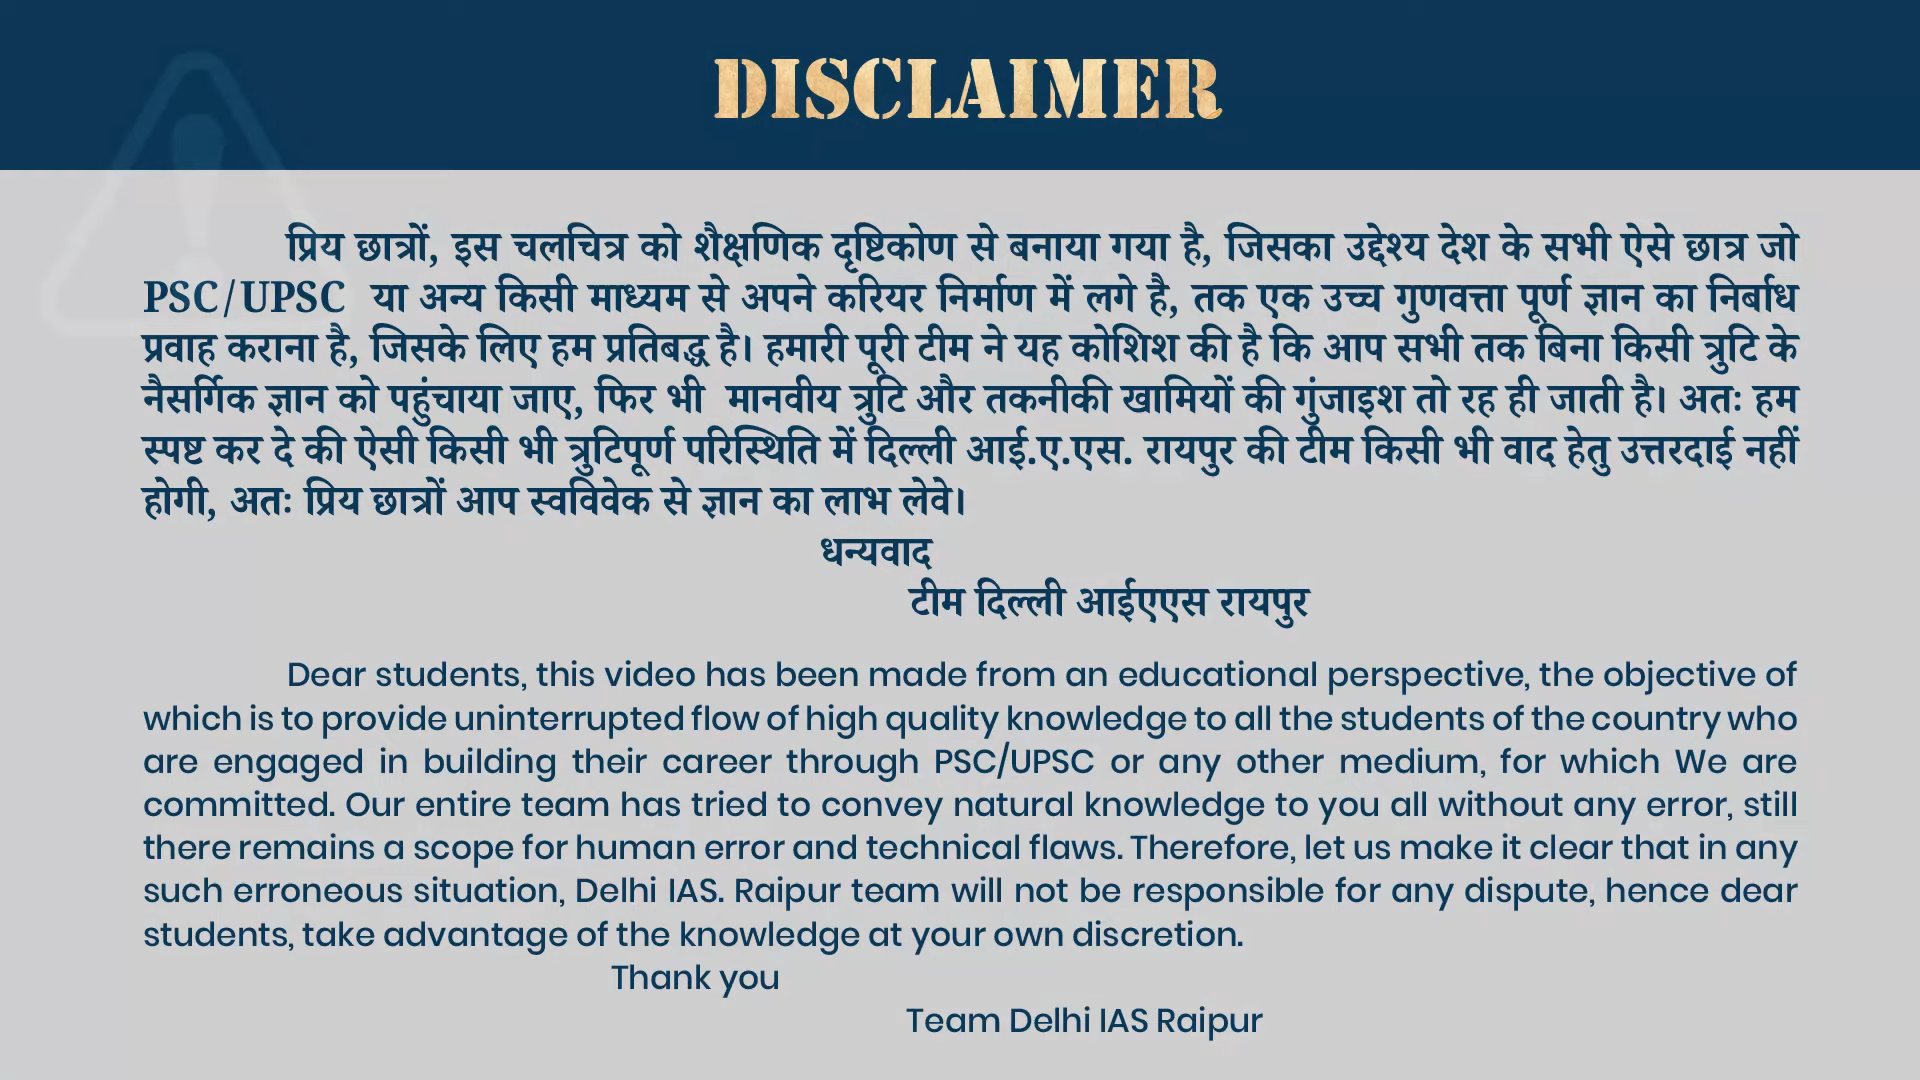 DISCLAIMER
प्रिय छात्रों, इस चलचित्र को शैक्षणिक दृष्टिकोण से बनाया गया है, जिसका उद्देश्य देश के सभी ऐसे छात्र जो
PSC/UPSC या अन्य किसी माध्यम से अपने करियर निर्माण में लगे है, तक एक उच्च गुणवत्ता पूर्ण ज्ञान का निर्बाध
प्रवाह कराना है, जिसके लिए हम प्रतिबद्ध है। हमारी पूरी टीम ने यह कोशिश की है कि आप सभी तक बिना किसी त्रुटि के
नैसर्गिक ज्ञान को पहुंचाया जाए, फिर भी मानवीय त्रुटि और तकनीकी खामियों की गुंजाइश तो रह ही जाती है। अतः हम
स्पष्ट कर दे की ऐसी किसी भी त्रुटिपूर्ण परिस्थिति में दिल्ली आई.ए.एस. रायपुर की टीम किसी भी वाद हेतु उत्तरदाई नहीं
होगी, अतः प्रिय छात्रों आप स्वविवेक से ज्ञान का लाभ लेवे।
धन्यवाद
टीम दिल्ली आईएएस रायपुर
Dear students, this video has been made from an educational perspective, the objective of
which is to provide uninterrupted flow of high quality knowledge to all the students of the country who
are engaged in building their career through PSC/UPSC or any other medium, for which We are
committed. Our entire team has tried to convey natural knowledge to you all without any error, still
there remains a scope for human error and technical flaws. Therefore, let us make it clear that in any
such erroneous situation, Delhi IAS. Raipur team will not be responsible for any dispute, hence dear
students, take advantage of the knowledge at your own discretion.
Thank you
Team Delhi IAS Raipur